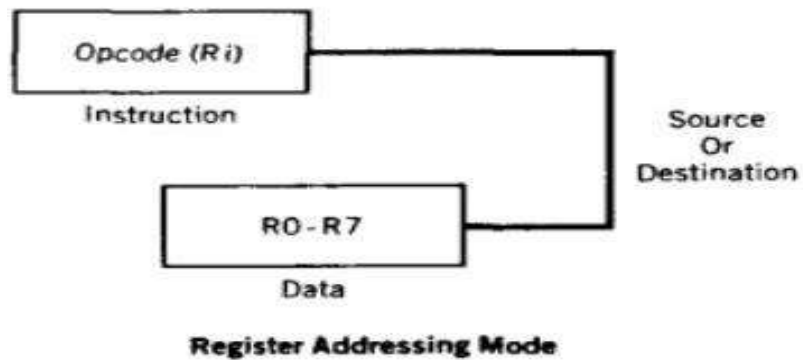 Opcode (Ri)
Instruction
Source
Or
Destination
R0-R7
Data
Register Addressing Mode